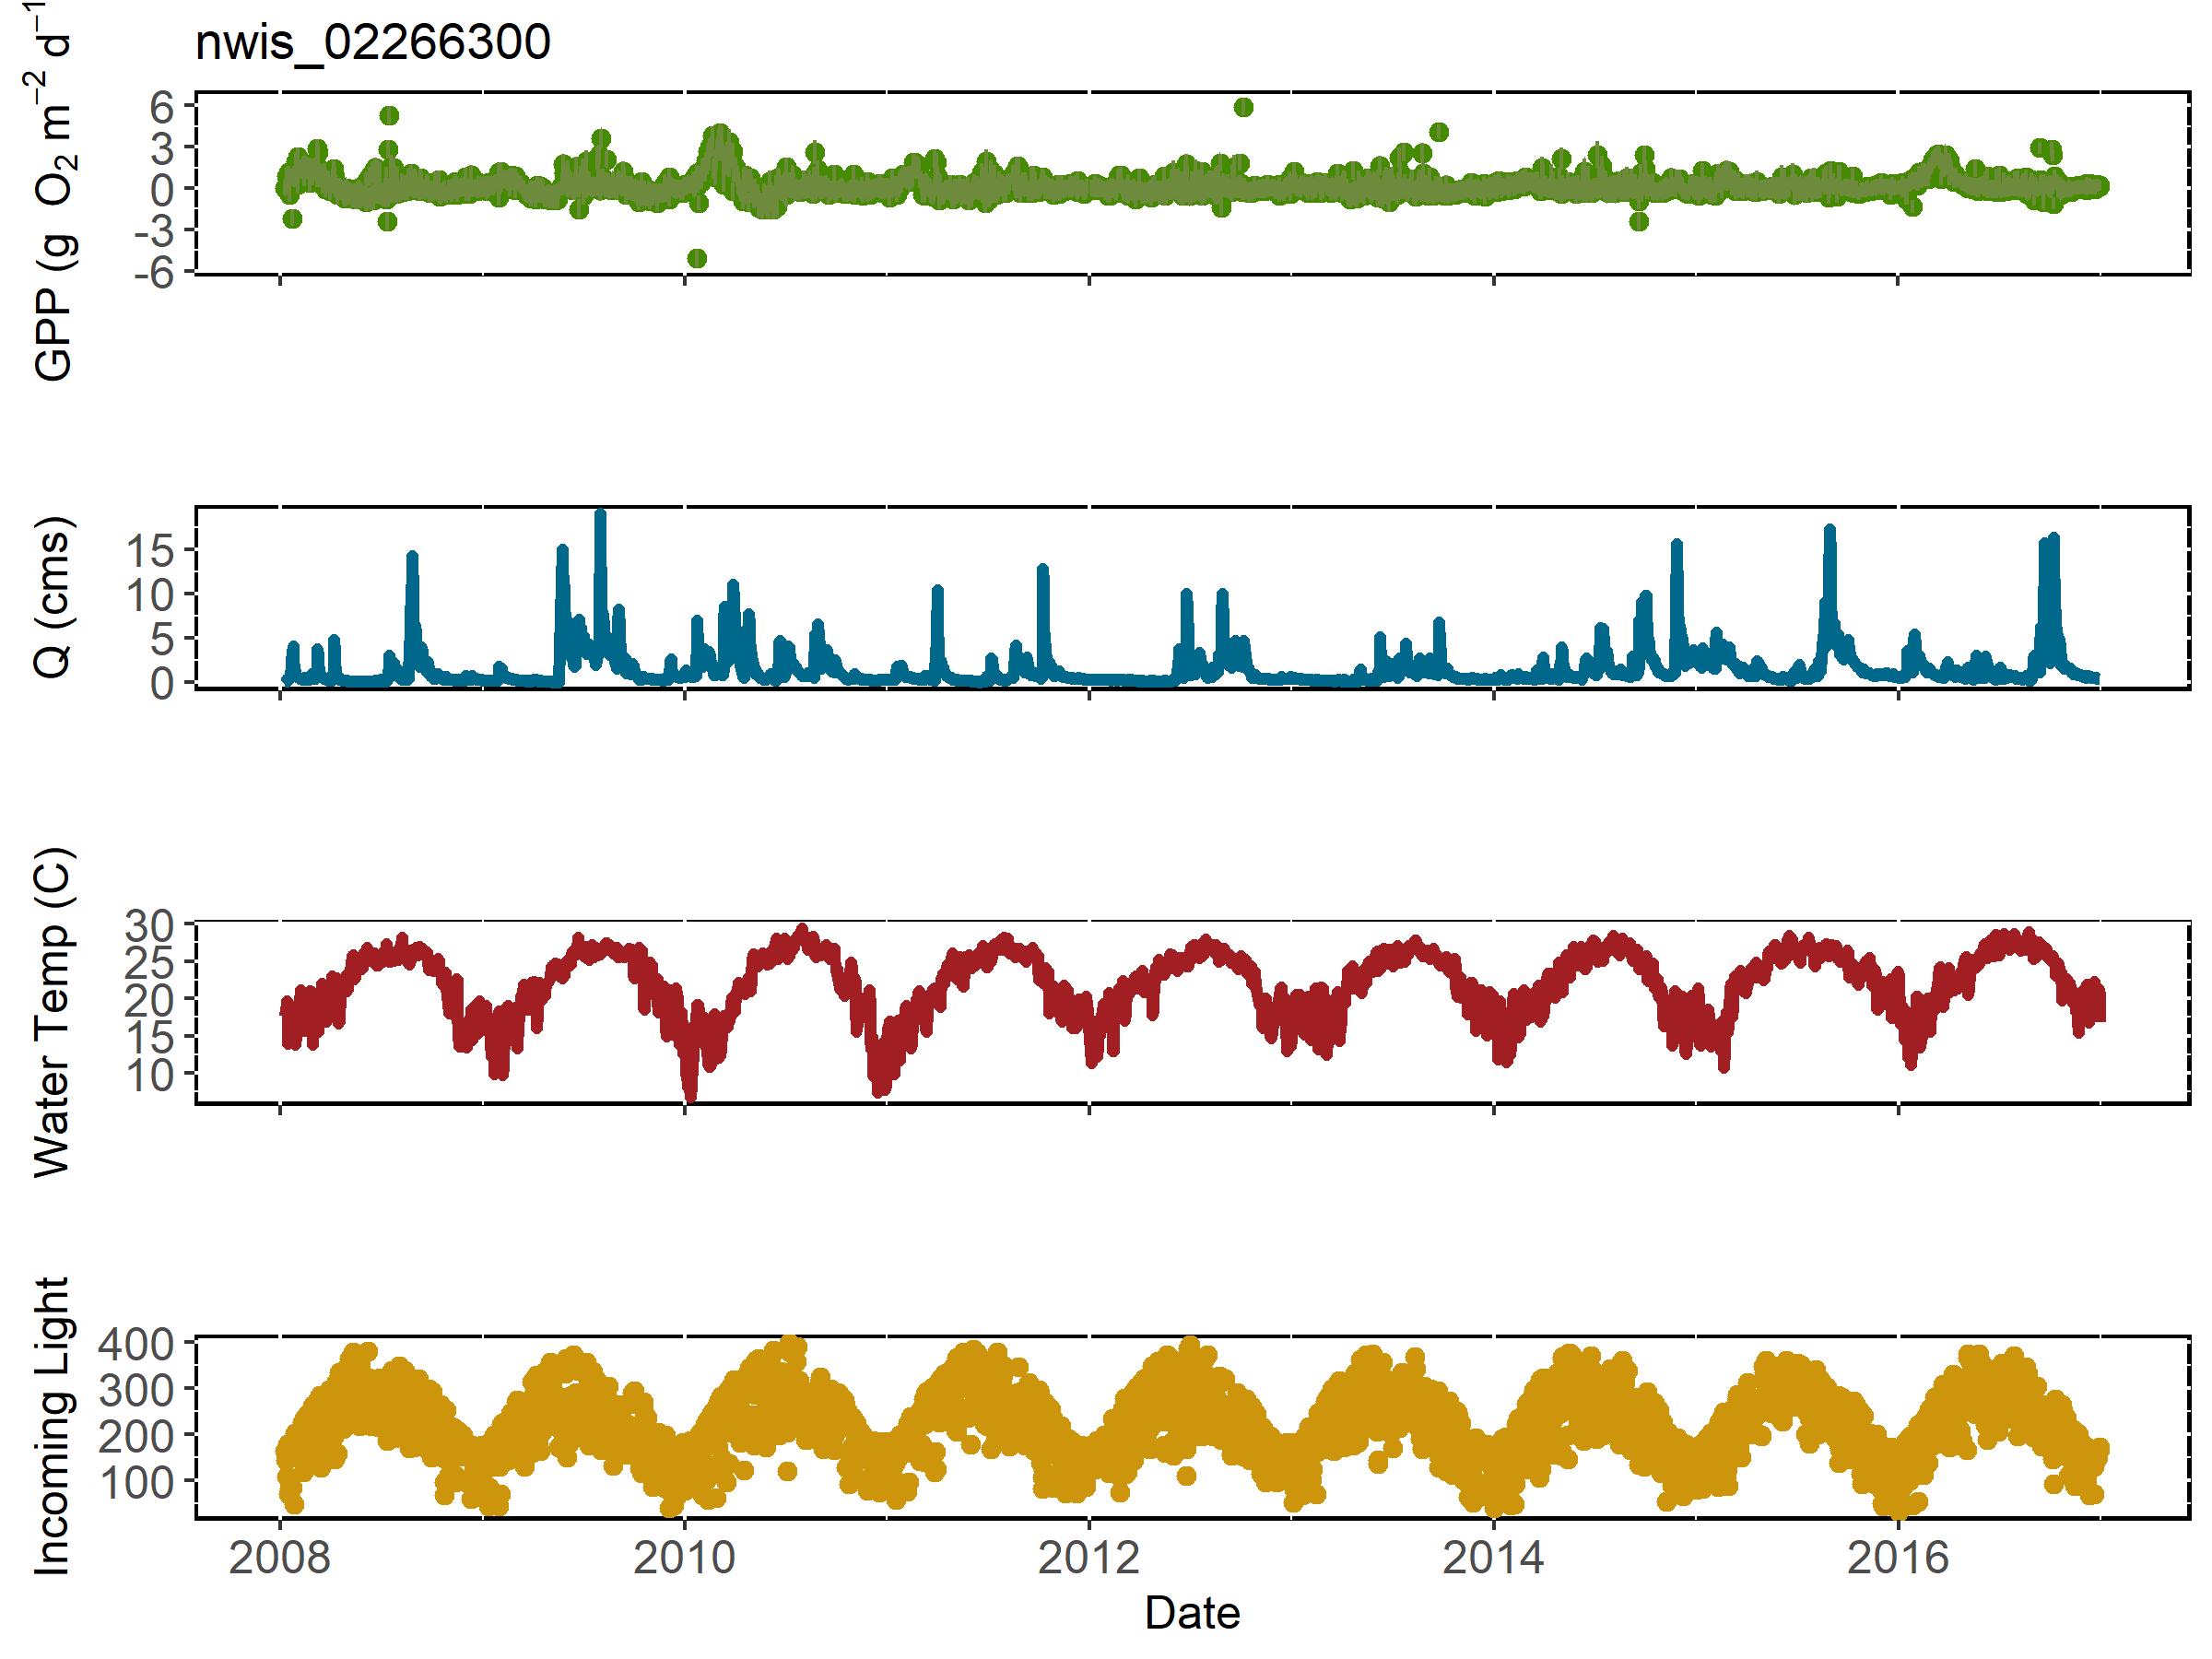 nwis_02266300
GPP (g O₂ m⁻² d⁻¹
6
3
0
-3
-6
Q (cms)
15
10
5
0
Water Temp (C)
30
25
20
15
10
Incoming Light
400
300
200
100
2008 2010 2012 2014 2016
Date